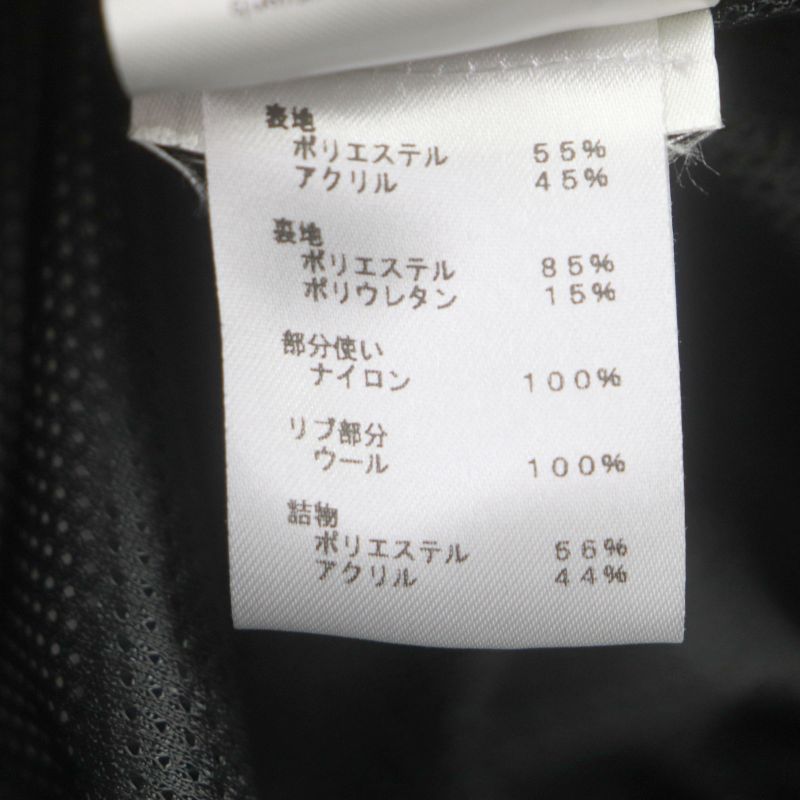 表地
ポリエステル 55%
アクリル 45%
裏地
ポリエステル 85%
ポリウレタン 15%
部分使い
ナイロン 100%
リブ部分
ウール 100%
詰物
ポリエステル 56%
アクリル 44%